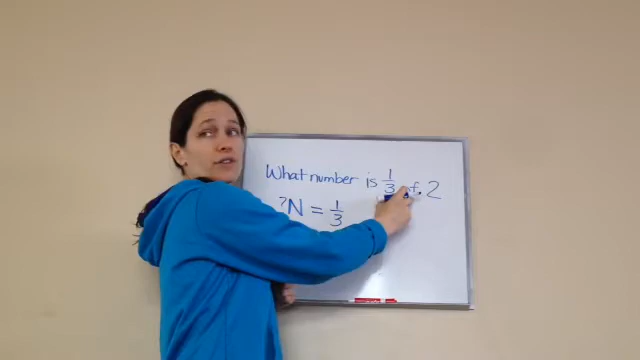 What number is 1/3 of 2
?N = 1/3